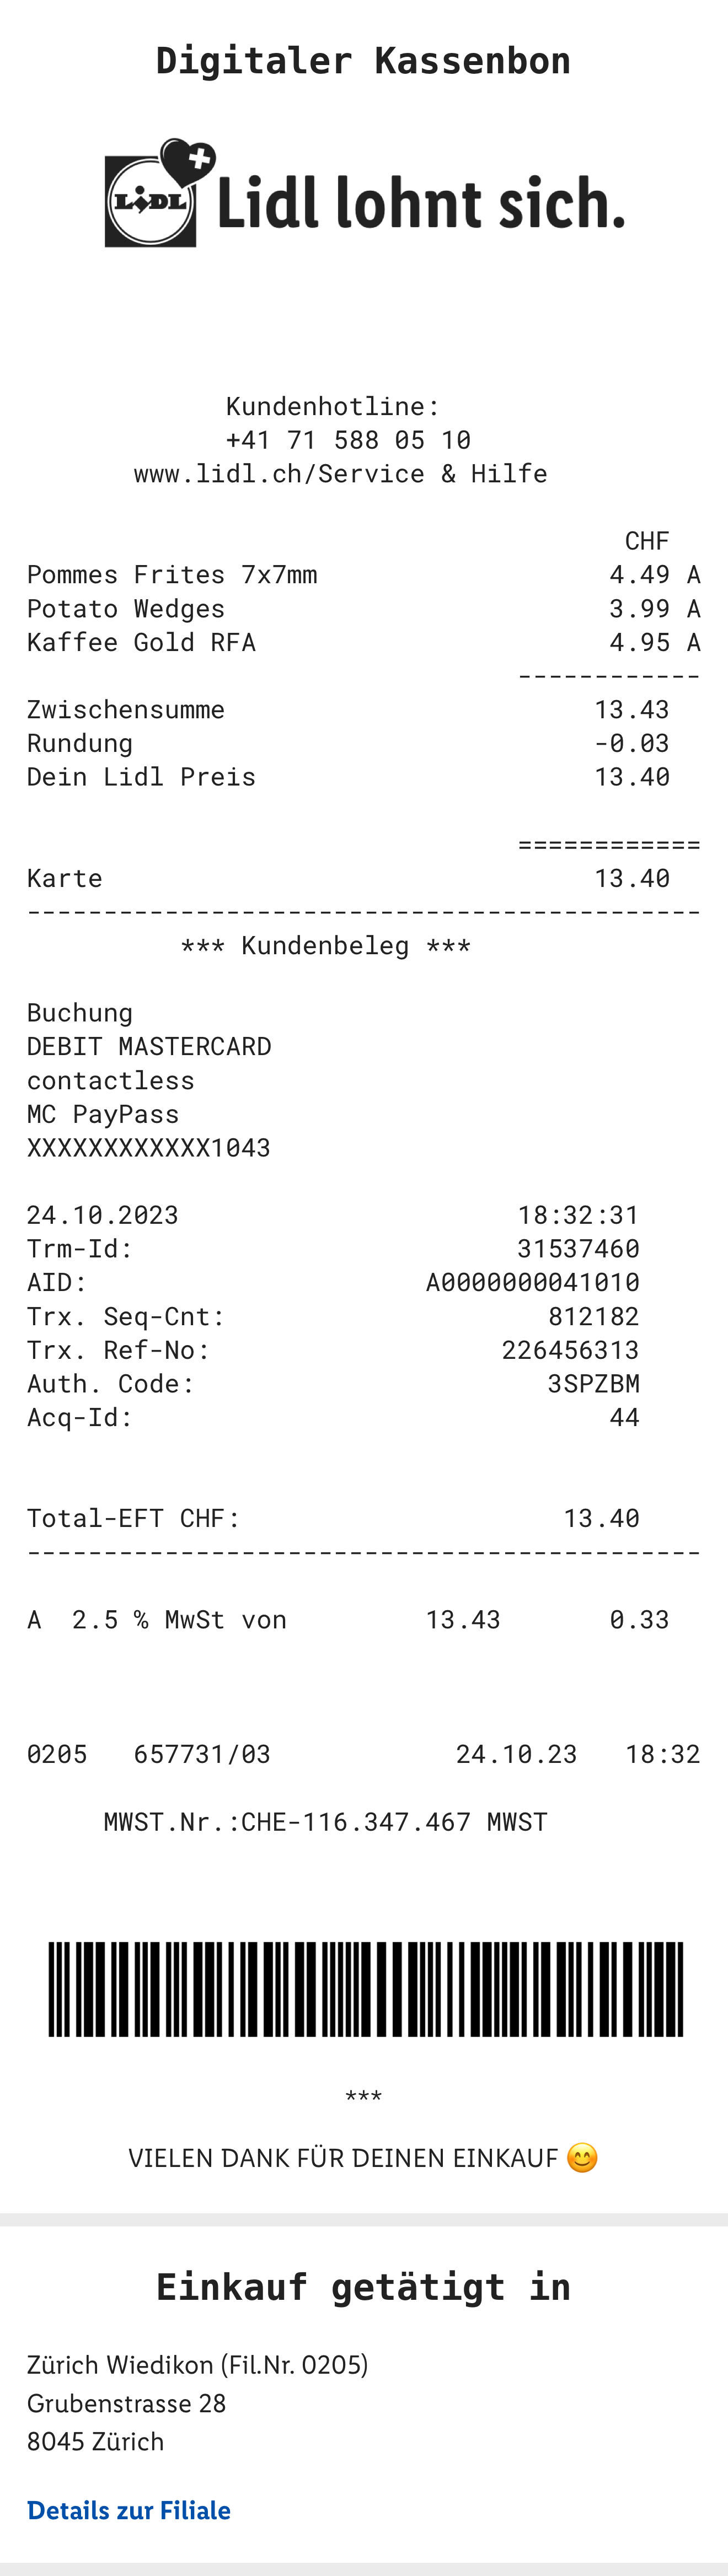 Digitaler Kassenbon
LIDL
Lidl lohnt sich.
Kundenhotline:
+41 71 588 05 10
www.lidl.ch/Service & Hilfe
CHF
Pommes Frites 7x7mm 4.49 A
Potato Wedges 3.99 A
Kaffee Gold RFA 4.95 A
------------
Zwischensumme 13.43
Rundung -0.03
Dein Lidl Preis 13.40
============
Karte 13.40
--------------------------------------------
*** Kundenbeleg ***
Buchung
DEBIT MASTERCARD
contactless
MC PayPass
XXXXXXXXXXXX1043
24.10.2023 18:32:31
Trm-Id: 31537460
AID: A0000000041010
Trx. Seq-Cnt: 812182
Trx. Ref-No: 226456313
Auth. Code: 3SPZBM
Acq-Id: 44
Total-EFT CHF: 13.40
--------------------------------------------
A 2.5 % MwSt von 13.43 0.33
0205 657731/03 24.10.23 18:32
MWST.Nr.:CHE-116.347.467 MWST
***
VIELEN DANK FÜR DEINEN EINKAUF 😊
Einkauf getätigt in
Zürich Wiedikon (Fil.Nr. 0205)
Grubenstrasse 28
8045 Zürich
Details zur Filiale